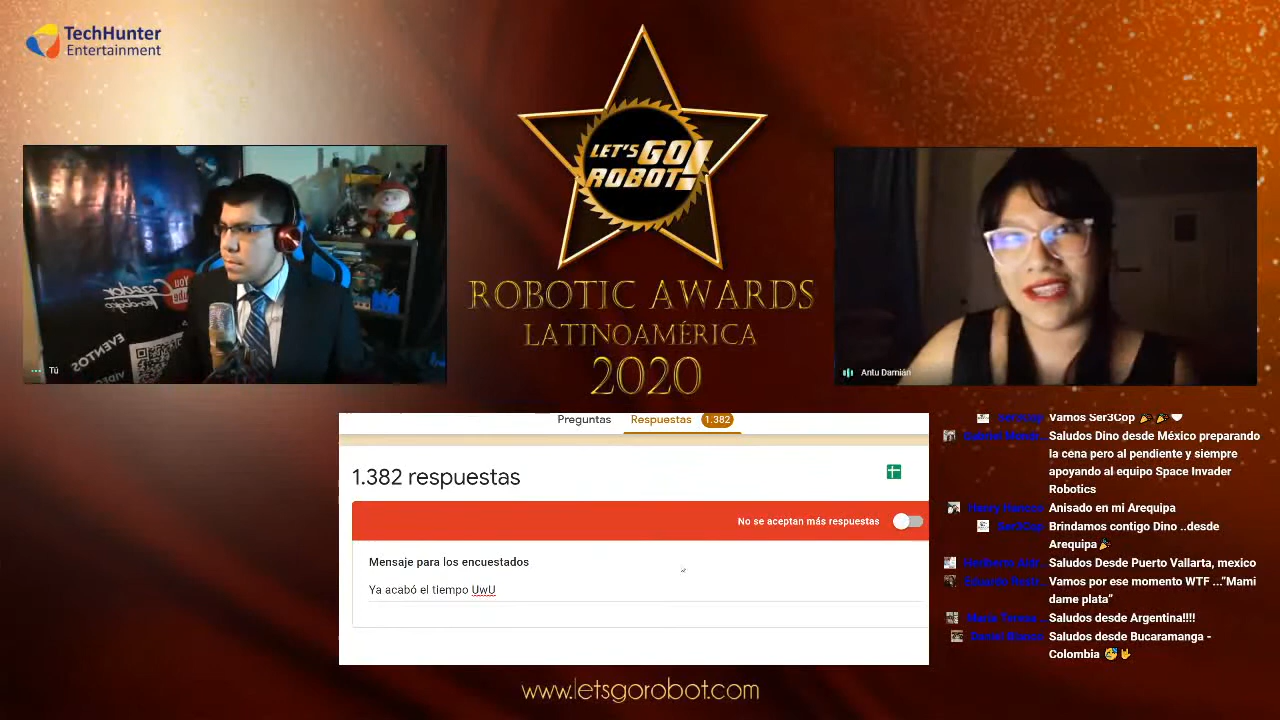 TechHunter
Entertainment
LET'S GO
ROBOT!
ROBOTIC AWARDS
LATINOAMÉRICA
2020
You
Tube
EVENTOS
Tú
Antu Damián
Preguntas Respuestas 1.382
1.382 respuestas
No se aceptan más respuestas
Mensaje para los encuestados
Ya acabó el tiempo UwU
Vamos Ser3Cop 🎉🎉🤍
Saludos Dino desde México preparando
la cena pero al pendiente y siempre
apoyando al equipo Space Invader
Robotics
Anisado en mi Arequipa
Ser3Cop Brindamos contigo Dino ..desde
Arequipa 🎉
Saludos Desde Puerto Vallarta, mexico
Vamos por ese momento WTF ..."Mami
dame plata"
Saludos desde Argentina!!!!
Saludos desde Bucaramanga -
Colombia 🥳🤟
www.letsgorobot.com